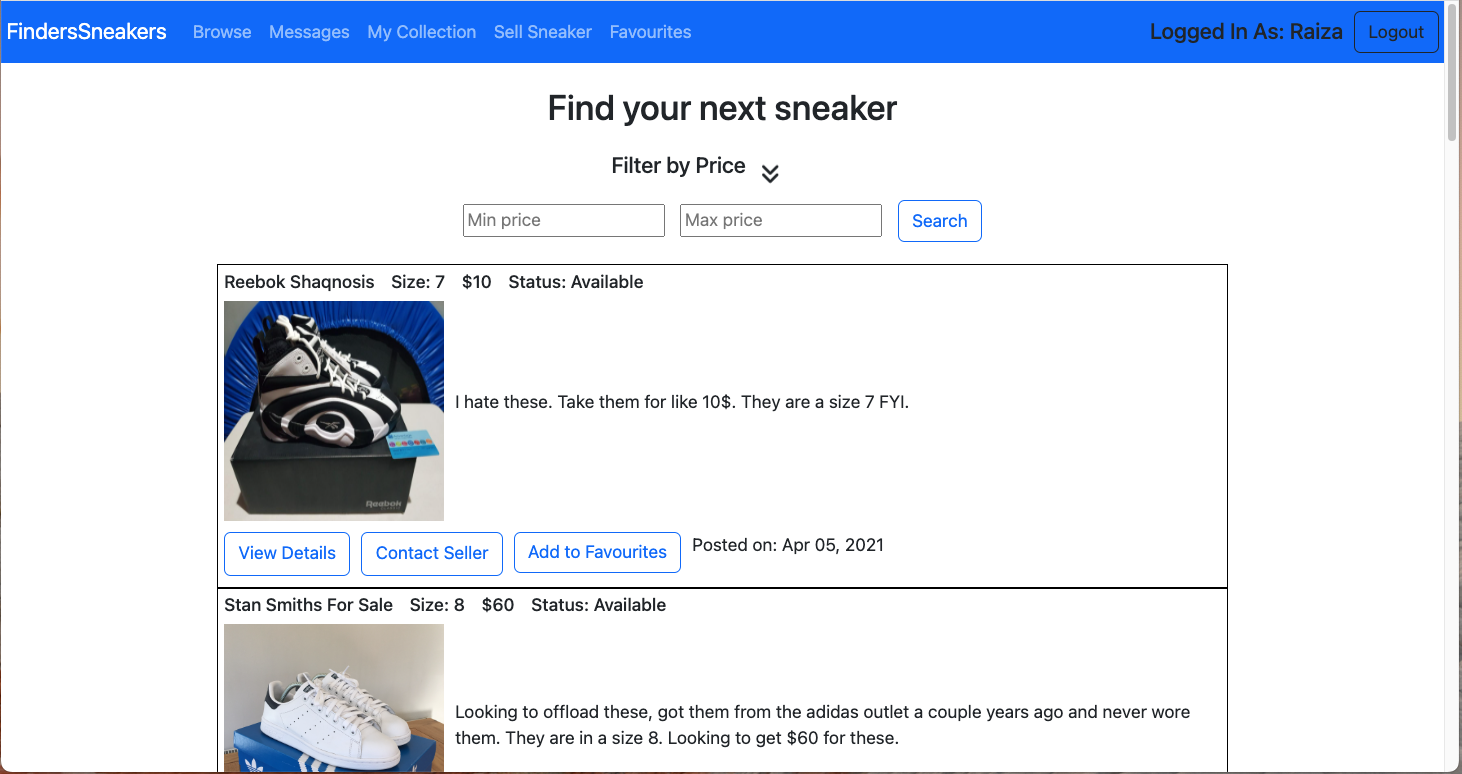 FindersSneakers Browse Messages My Collection Sell Sneaker Favourites Logged In As: Raiza Logout
Find your next sneaker
Filter by Price
Min price Max price Search
Reebok Shaqnosis Size: 7 $10 Status: Available
I hate these. Take them for like 10$. They are a size 7 FYI.
Reebok
View Details Contact Seller Add to Favourites Posted on: Apr 05, 2021
Stan Smiths For Sale Size: 8 $60 Status: Available
Looking to offload these, got them from the adidas outlet a couple years ago and never wore
them. They are in a size 8. Looking to get $60 for these.